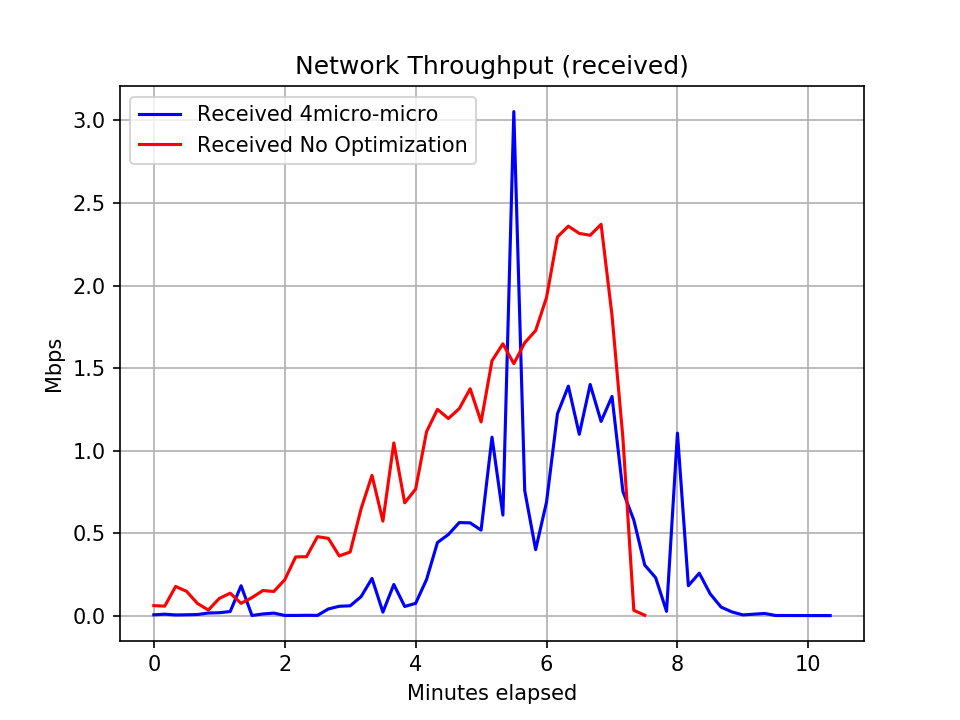 Network Throughput (received)
Received 4micro-micro
Received No Optimization
3.0
2.5
2.0
1.5
1.0
0.5
0.0
Mbps
0 2 4 6 8 10
Minutes elapsed